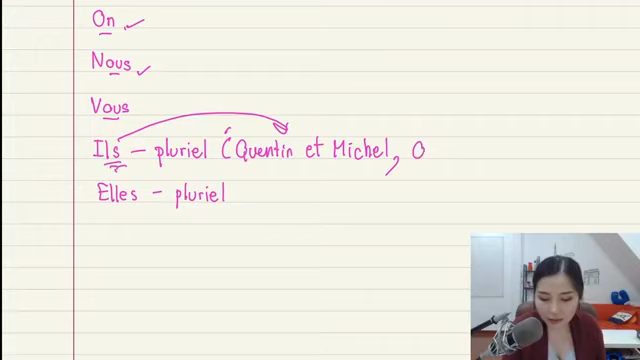 On
Nous
Vous
Ils – pluriel (Quentin et Michel, O
Elles – pluriel